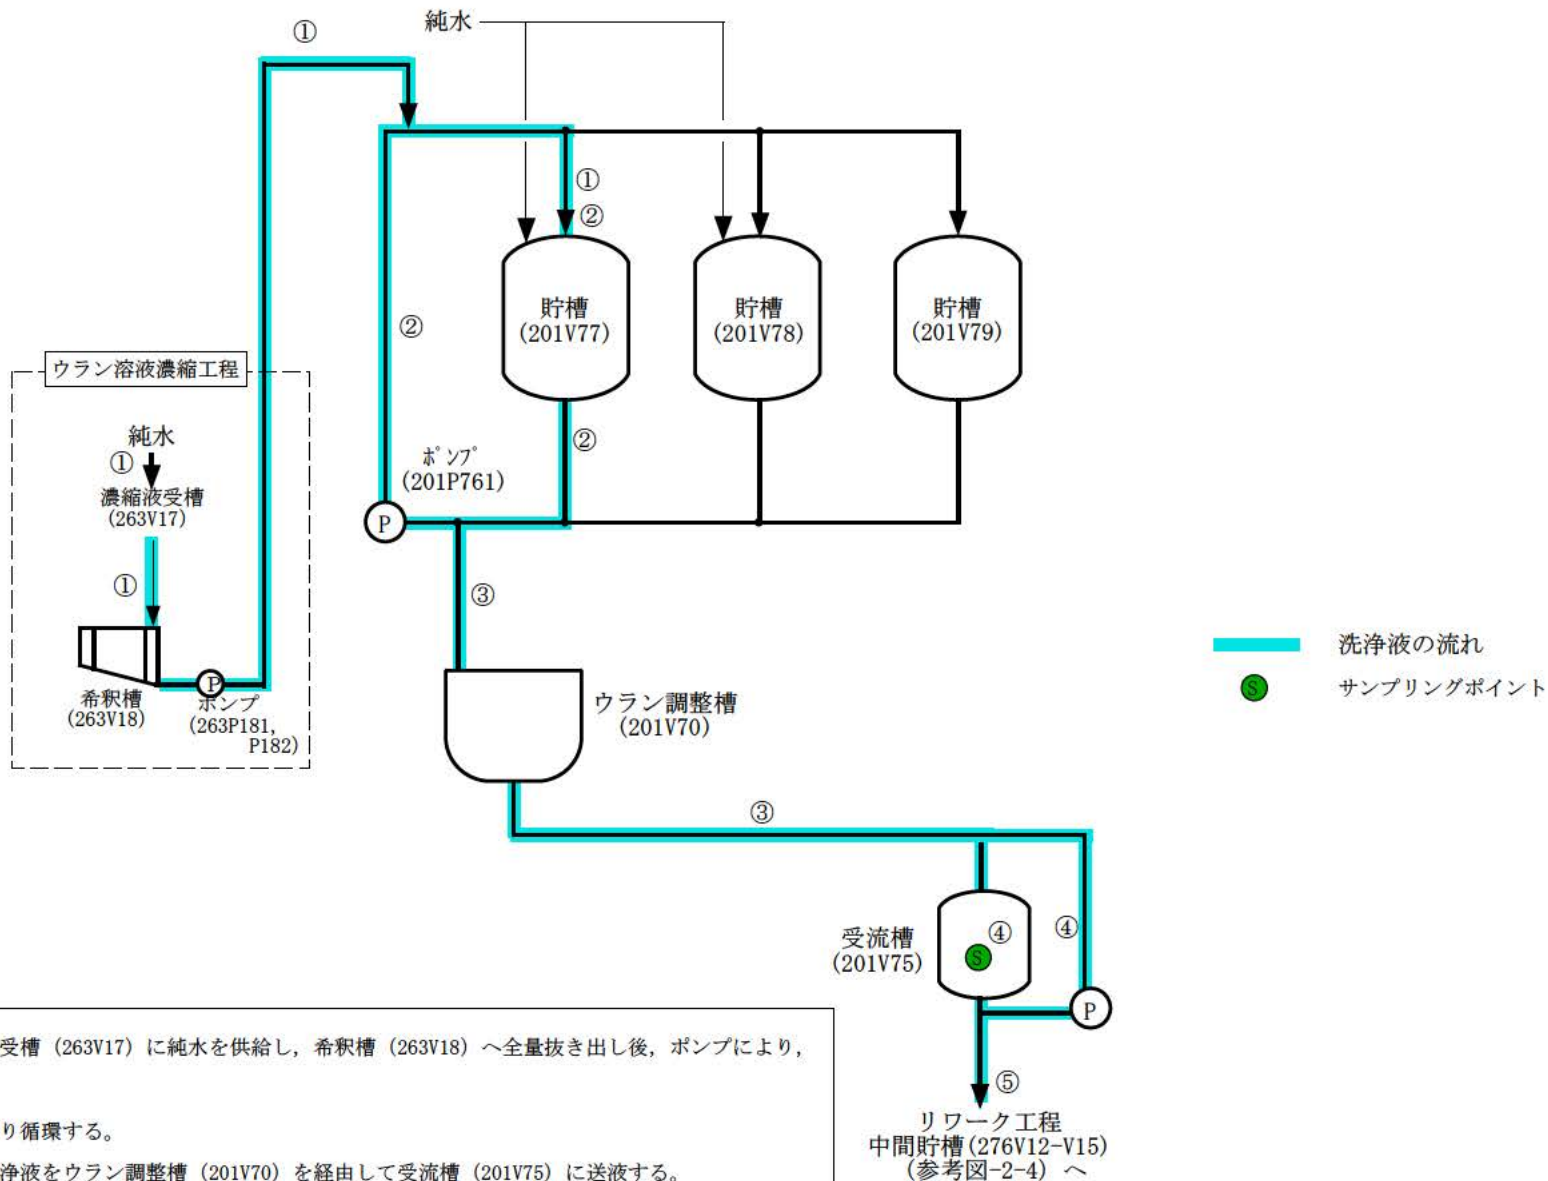 ①
純水
①
②
貯槽
(201V77)
貯槽
(201V78)
貯槽
(201V79)
②
ウラン溶液濃縮工程
純水
①
濃縮液受槽
(263V17)
①
P
希釈槽
(263V18)
ポンプ
(263P181,
P182)
②
ポンプ
(201P761)
P
③
ウラン調整槽
(201V70)
洗浄液の流れ
S
サンプリングポイント
③
受流槽
(201V75)
④
S
④
P
⑤
リワーク工程
中間貯槽(276V12-V15)
(参考図-2-4) へ
受槽 (263V17) に純水を供給し, 希釈槽 (263V18) へ全量抜き出し後, ポンプにより,
り循環する。
浄液をウラン調整槽 (201V70) を経由して受流槽 (201V75) に送液する。